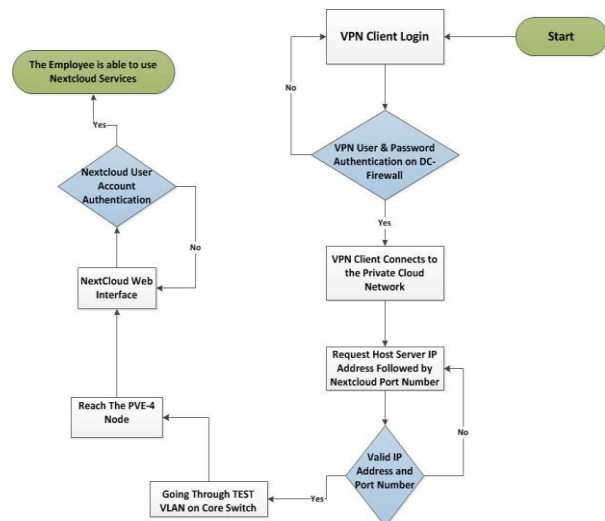 Start
VPN Client Login
No
VPN User & Password
Authentication on DC-
Firewall
Yes
VPN Client Connects to
the Private Cloud
Network
Request Host Server IP
Address Followed by
Nextcloud Port Number
No
Valid IP
Address and
Port Number
Yes
Going Through TEST
VLAN on Core Switch
Reach The PVE-4
Node
NextCloud Web
Interface
No
Nextcloud User
Account
Authentication
Yes
The Employee is able to use
Nextcloud Services